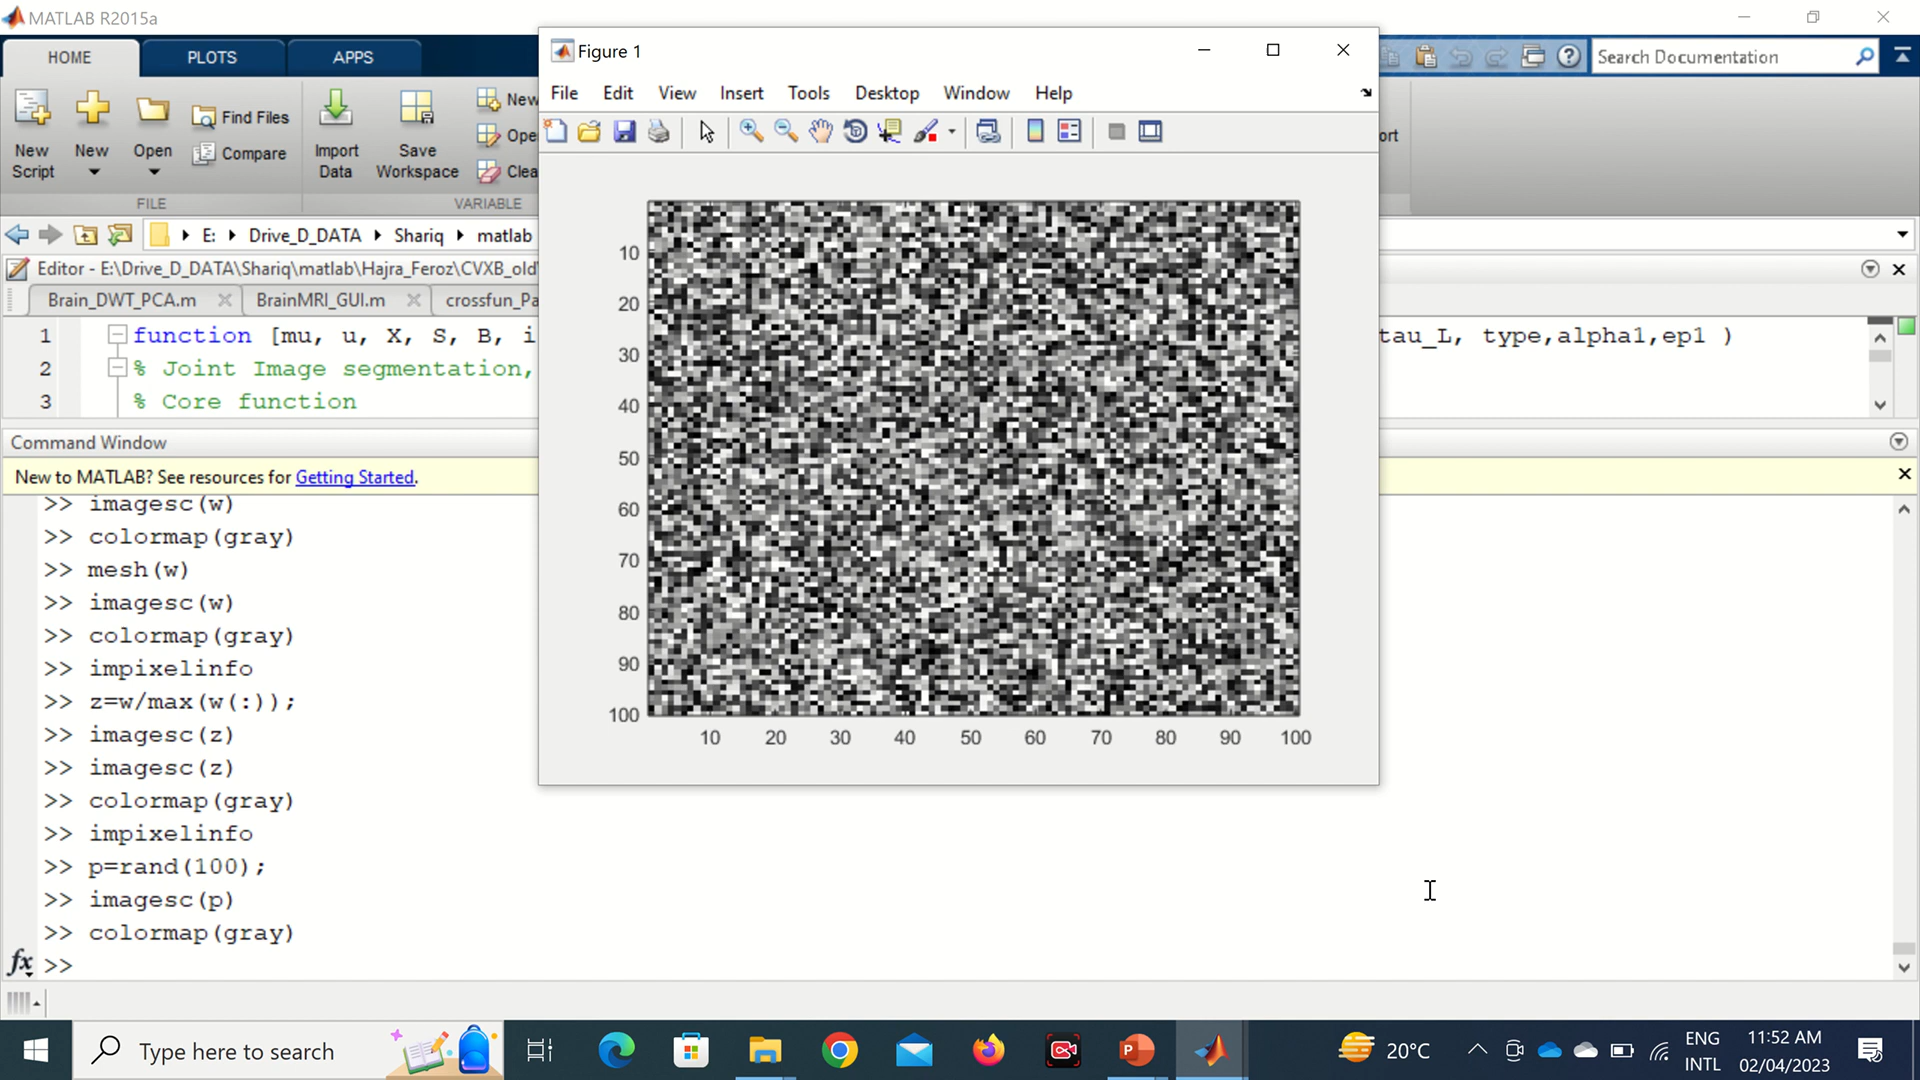 MATLAB R2015a
HOME
PLOTS
APPS
Search Documentation
Figure 1
File Edit View Insert Tools Desktop Window Help
New Script
New
Open
Find Files
Compare
Import Data
Save Workspace
New
FILE
VARIABLE
E: Drive_D_DATA Shariq matlab
Editor - E:\Drive_D_DATA\Shariq\matlab\Hajra_Feroz\CVXB_old\
Brain_DWT_PCA.m
BrainMRI_GUI.m
crossfun_Pa
1 function [mu, u, X, S, B, i
tau_L, type,alpha1,ep1 )
2 % Joint Image segmentation,
3 % Core function
Command Window
New to MATLAB? See resources for Getting Started.
>> imagesc(w)
>> colormap(gray)
>> mesh(w)
>> imagesc(w)
>> colormap(gray)
>> impixelinfo
>> z=w/max(w(:));
>> imagesc(z)
>> imagesc(z)
>> colormap(gray)
>> impixelinfo
>> p=rand(100);
>> imagesc(p)
>> colormap(gray)
fx >>
10
20
30
40
50
60
70
80
90
100
10 20 30 40 50 60 70 80 90 100
Type here to search
20°C
ENG
INTL
11:52 AM
02/04/2023